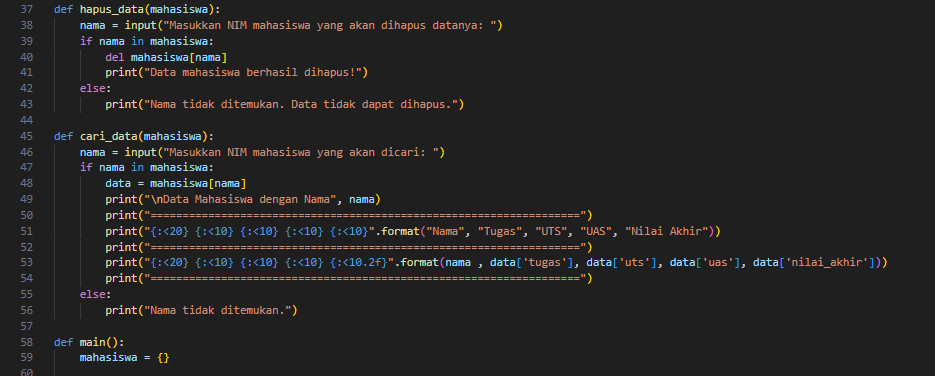 37 def hapus_data(mahasiswa):
38     nama = input("Masukkan NIM mahasiswa yang akan dihapus datanya: ")
39     if nama in mahasiswa:
40         del mahasiswa[nama]
41         print("Data mahasiswa berhasil dihapus!")
42     else:
43         print("Nama tidak ditemukan. Data tidak dapat dihapus.")
44
45 def cari_data(mahasiswa):
46     nama = input("Masukkan NIM mahasiswa yang akan dicari: ")
47     if nama in mahasiswa:
48         data = mahasiswa[nama]
49         print("\nData Mahasiswa dengan Nama", nama)
50         print("===================================================================")
51         print("{:<20} {:<10} {:<10} {:<10} {:<10}".format("Nama", "Tugas", "UTS", "UAS", "Nilai Akhir"))
52         print("===================================================================")
53         print("{:<20} {:<10} {:<10} {:<10} {:<10.2f}".format(nama , data['tugas'], data['uts'], data['uas'], data['nilai_akhir']))
54         print("===================================================================")
55     else:
56         print("Nama tidak ditemukan.")
57
58 def main():
59     mahasiswa = {}
60